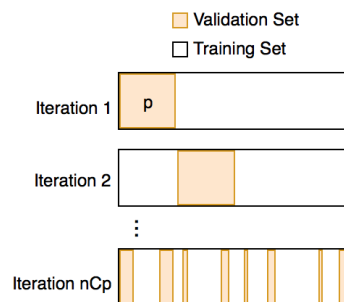 Validation Set
Training Set
Iteration 1
p
Iteration 2
...
Iteration nCp